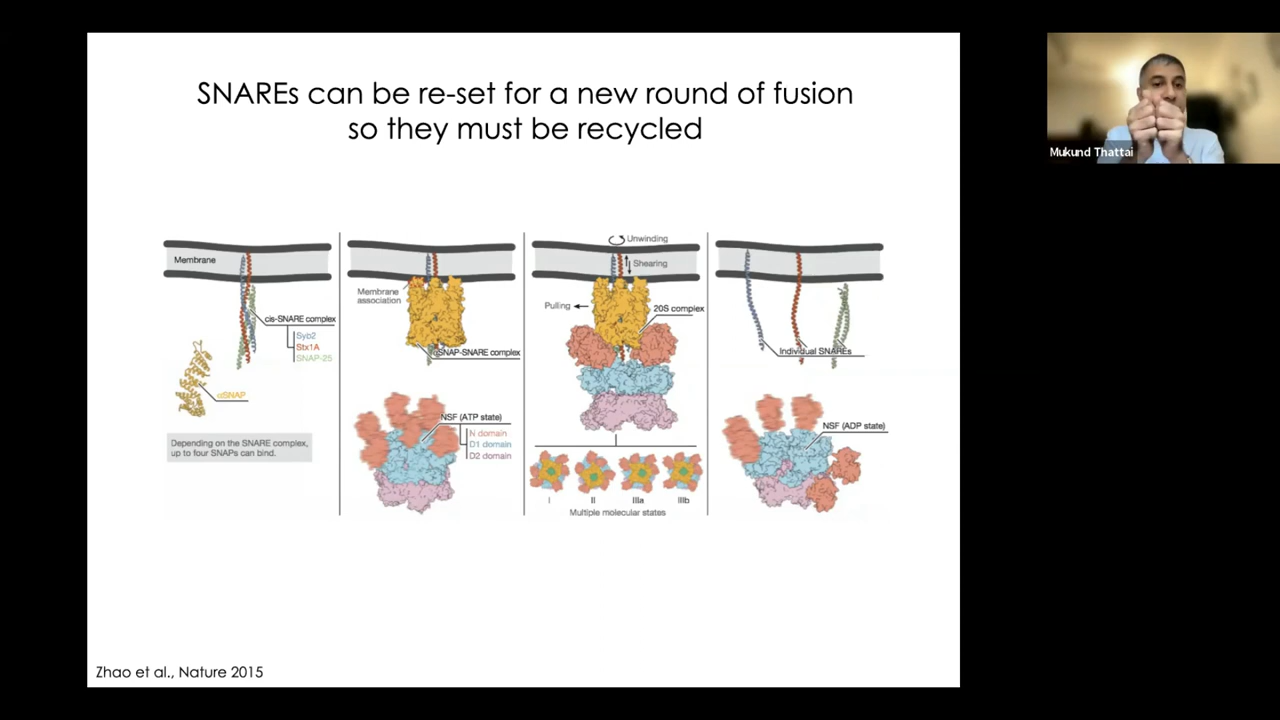 SNAREs can be re-set for a new round of fusion
so they must be recycled
Mukund Thattai
Membrane
cis-SNARE complex
Syb2
Stx1A
SNAP-25
αSNAP
Depending on the SNARE complex,
up to four SNAPs can bind.
Membrane
association
αSNAP-SNARE complex
NSF (ATP state)
N domain
D1 domain
D2 domain
Unwinding
Shearing
Pulling
20S complex
I II IIIa IIIb
Multiple molecular states
Individual SNAREs
NSF (ADP state)
Zhao et al., Nature 2015